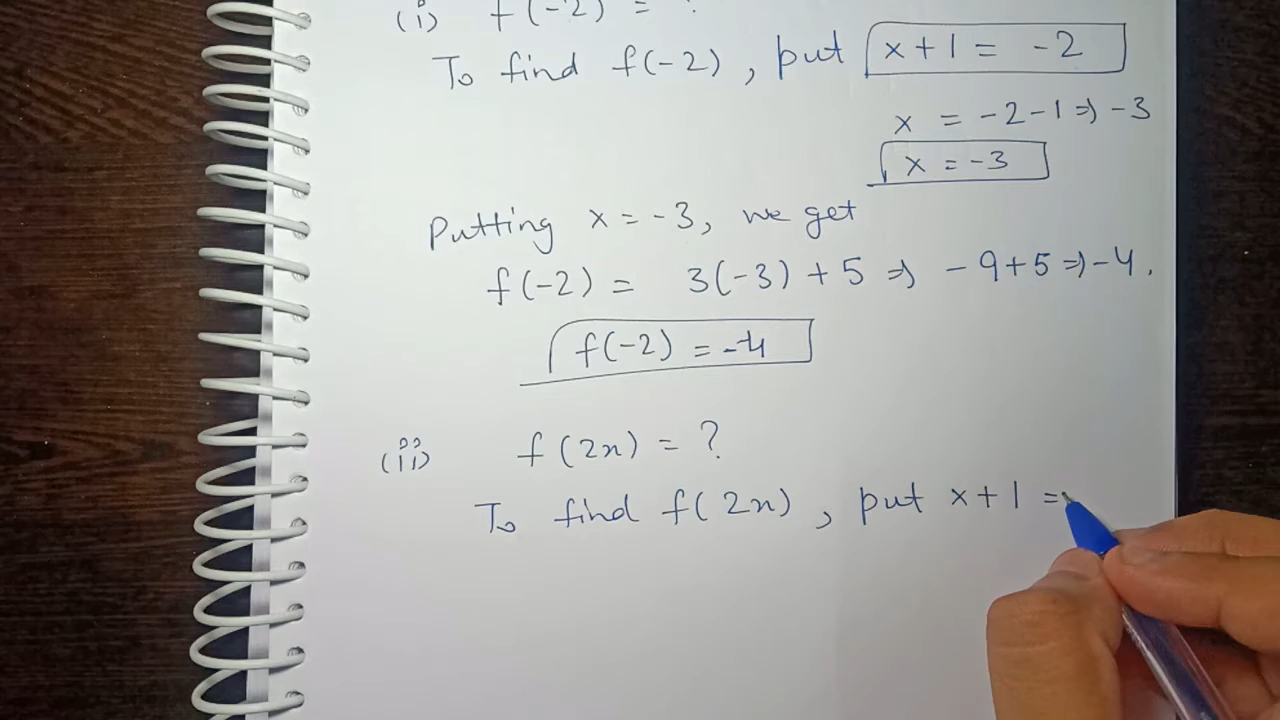 (i) f(-2) = ?
To find f(-2), put x+1 = -2
x = -2-1 ⇒ -3
x = -3
Putting x = -3, we get
f(-2) = 3(-3) + 5 ⇒ -9+5 ⇒ -4.
f(-2) = -4
(ii) f(2x) = ?
To find f(2x), put x+1 =